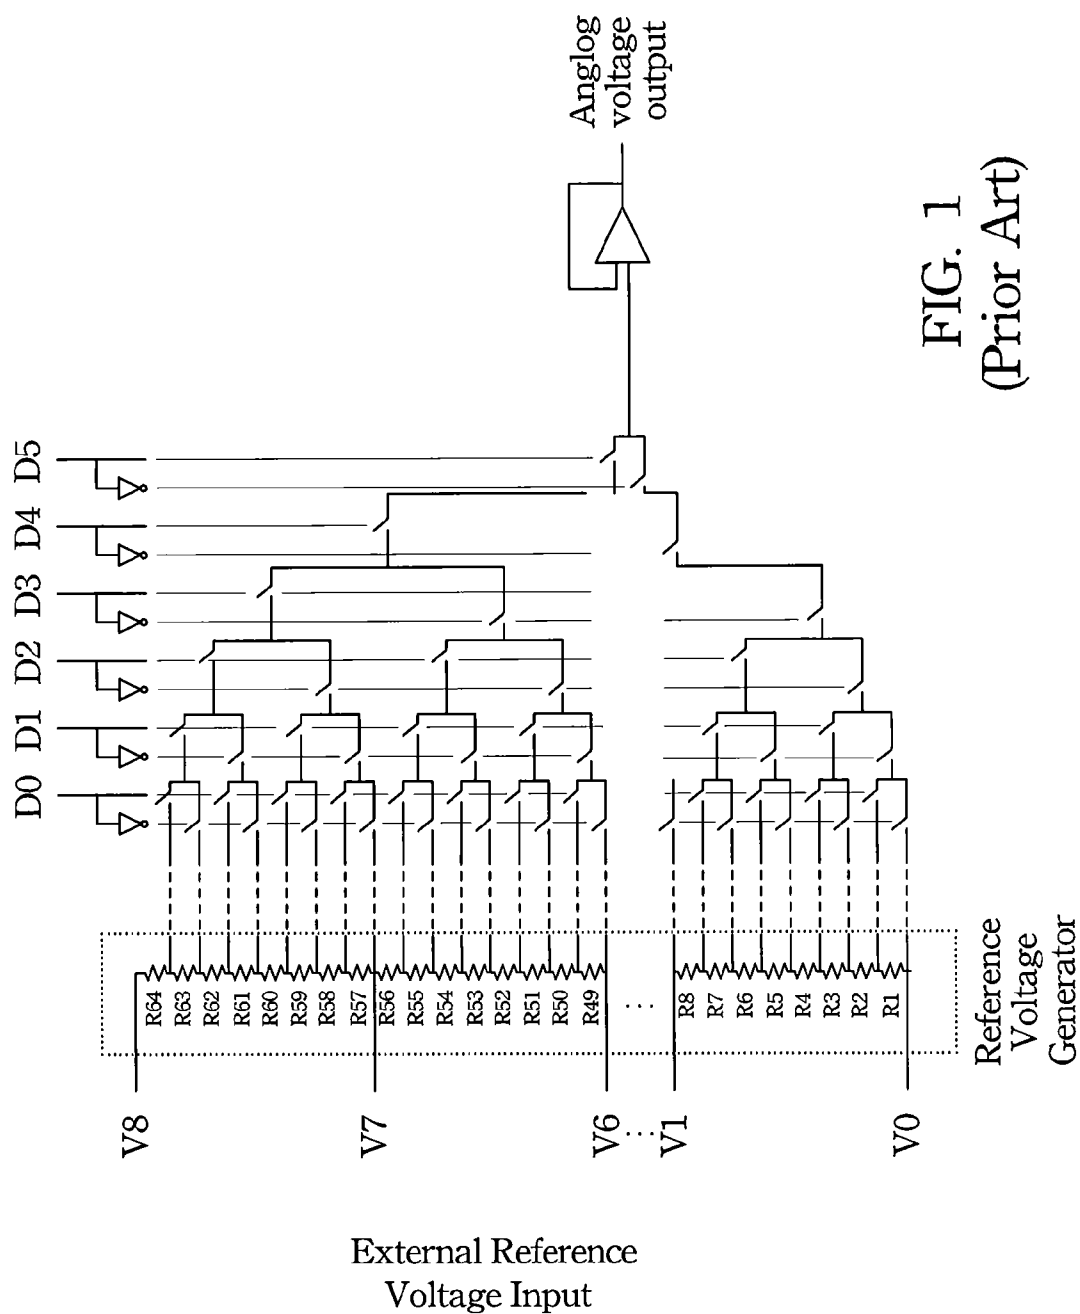 D0 D1 D2 D3 D4 D5
Anglog
voltage
output
R64
R63
R62
R61
R60
R59
R58
R57
R56
R55
R54
R53
R52
R51
R50
R49
...
R8
R7
R6
R5
R4
R3
R2
R1
V8
V7
V6
...
V1
V0
Reference
Voltage
Generator
External Reference
Voltage Input
FIG. 1
(Prior Art)